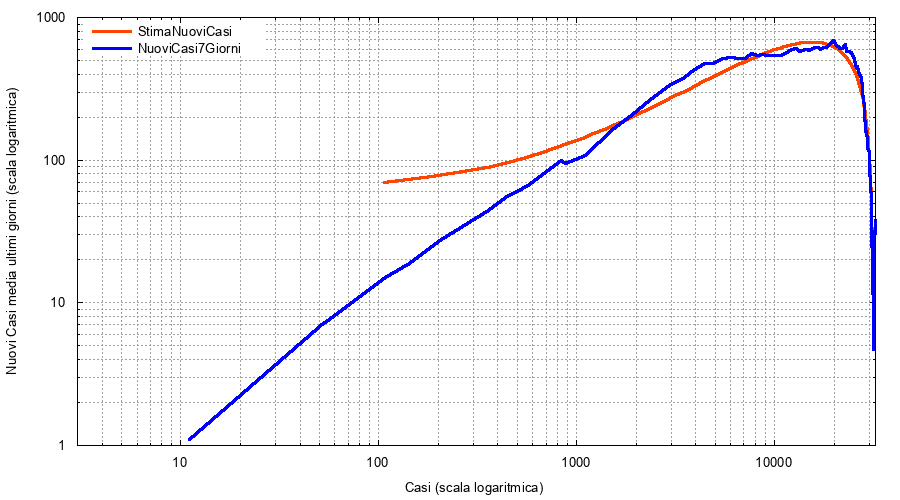 StimaNuoviCasi
NuoviCasi7Giorni
Nuovi Casi media ultimi giorni (scala logaritmica)
1000
100
10
1
10
100
1000
10000
Casi (scala logaritmica)